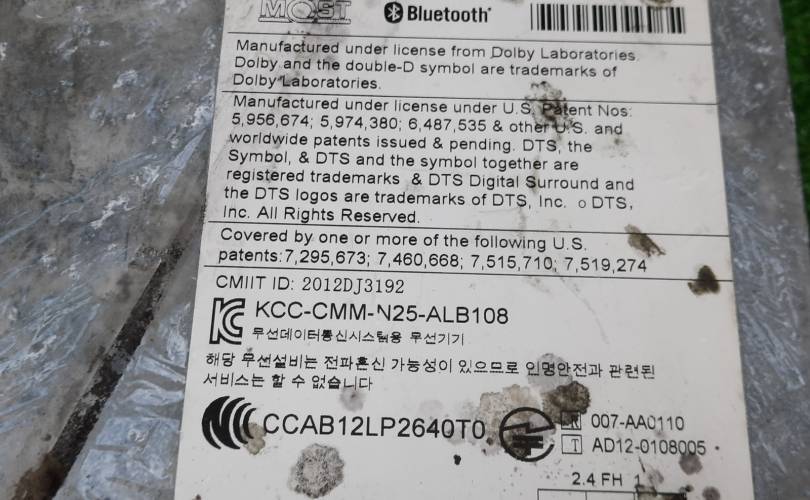 MOST
Bluetooth
Manufactured under license from Dolby Laboratories.
Dolby and the double-D symbol are trademarks of
Dolby Laboratories.
Manufactured under license under U.S. Patent Nos:
5,956,674; 5,974,380; 6,487,535 & other U.S. and
worldwide patents issued & pending. DTS, the
Symbol, & DTS and the symbol together are
registered trademarks & DTS Digital Surround and
the DTS logos are trademarks of DTS, Inc. o DTS,
Inc. All Rights Reserved.
Covered by one or more of the following U.S.
patents:7,295,673; 7,460,668; 7,515,710; 7,519,274
CMIIT ID: 2012DJ3192
KCC-CMM-N25-ALB108
무선데이터통신시스템용 무선기기
해당 무선설비는 전파혼신 가능성이 있으므로 인명안전과 관련된
서비스는 할 수 없습니다
CCAB12LP2640T0
R 007-AA0110
T AD12-0108005
2.4 FH 1